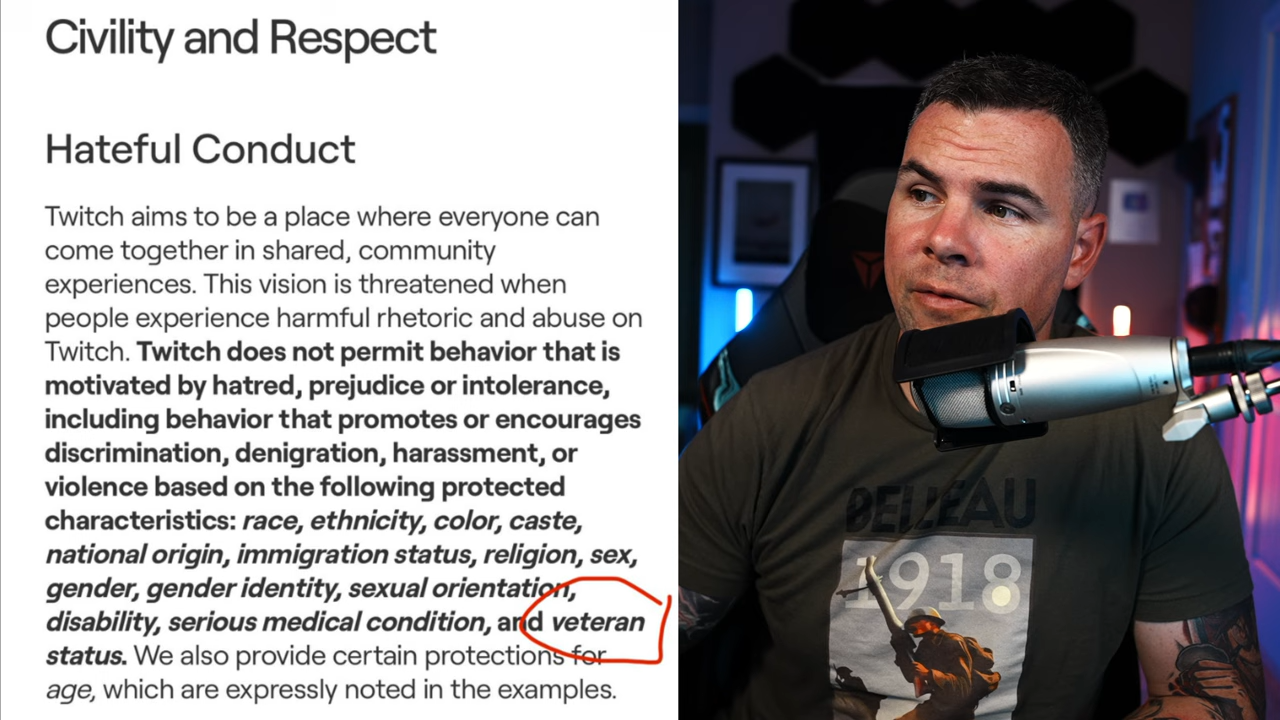 Civility and Respect
Hateful Conduct
Twitch aims to be a place where everyone can
come together in shared, community
experiences. This vision is threatened when
people experience harmful rhetoric and abuse on
Twitch. Twitch does not permit behavior that is
motivated by hatred, prejudice or intolerance,
including behavior that promotes or encourages
discrimination, denigration, harassment, or
violence based on the following protected
characteristics: race, ethnicity, color, caste,
national origin, immigration status, religion, sex,
gender, gender identity, sexual orientation,
disability, serious medical condition, and veteran
status. We also provide certain protections for
age, which are expressly noted in the examples.
BELLEAU
1918